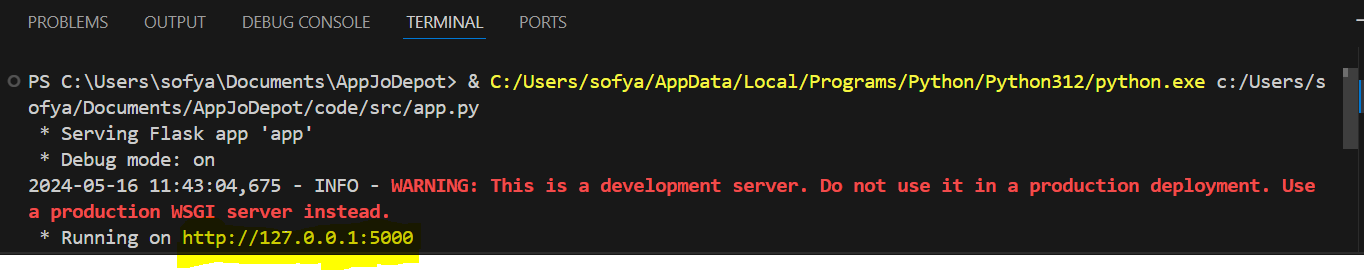 PROBLEMS OUTPUT DEBUG CONSOLE TERMINAL PORTS
PS C:\Users\sofya\Documents\AppJoDepot> & C:/Users/sofya/AppData/Local/Programs/Python/Python312/python.exe c:/Users/s
ofya/Documents/AppJoDepot/code/src/app.py
* Serving Flask app 'app'
* Debug mode: on
2024-05-16 11:43:04,675 - INFO - WARNING: This is a development server. Do not use it in a production deployment. Use
a production WSGI server instead.
* Running on http://127.0.0.1:5000